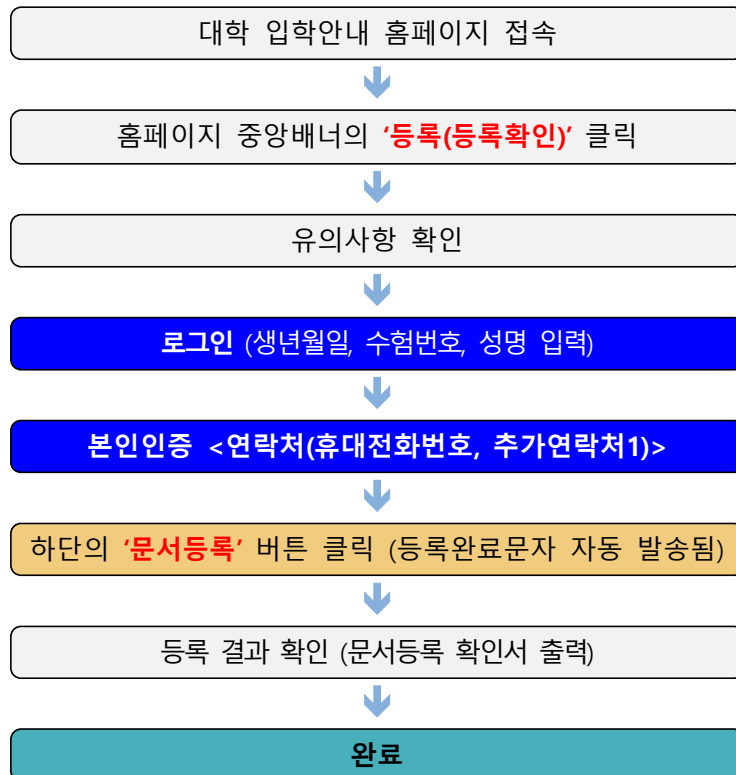 대학 입학안내 홈페이지 접속
홈페이지 중앙배너의 ‘등록(등록확인)’ 클릭
유의사항 확인
로그인 (생년월일, 수험번호, 성명 입력)
본인인증 <연락처(휴대전화번호, 추가연락처1)>
하단의 ‘문서등록’ 버튼 클릭 (등록완료문자 자동 발송됨)
등록 결과 확인 (문서등록 확인서 출력)
완료